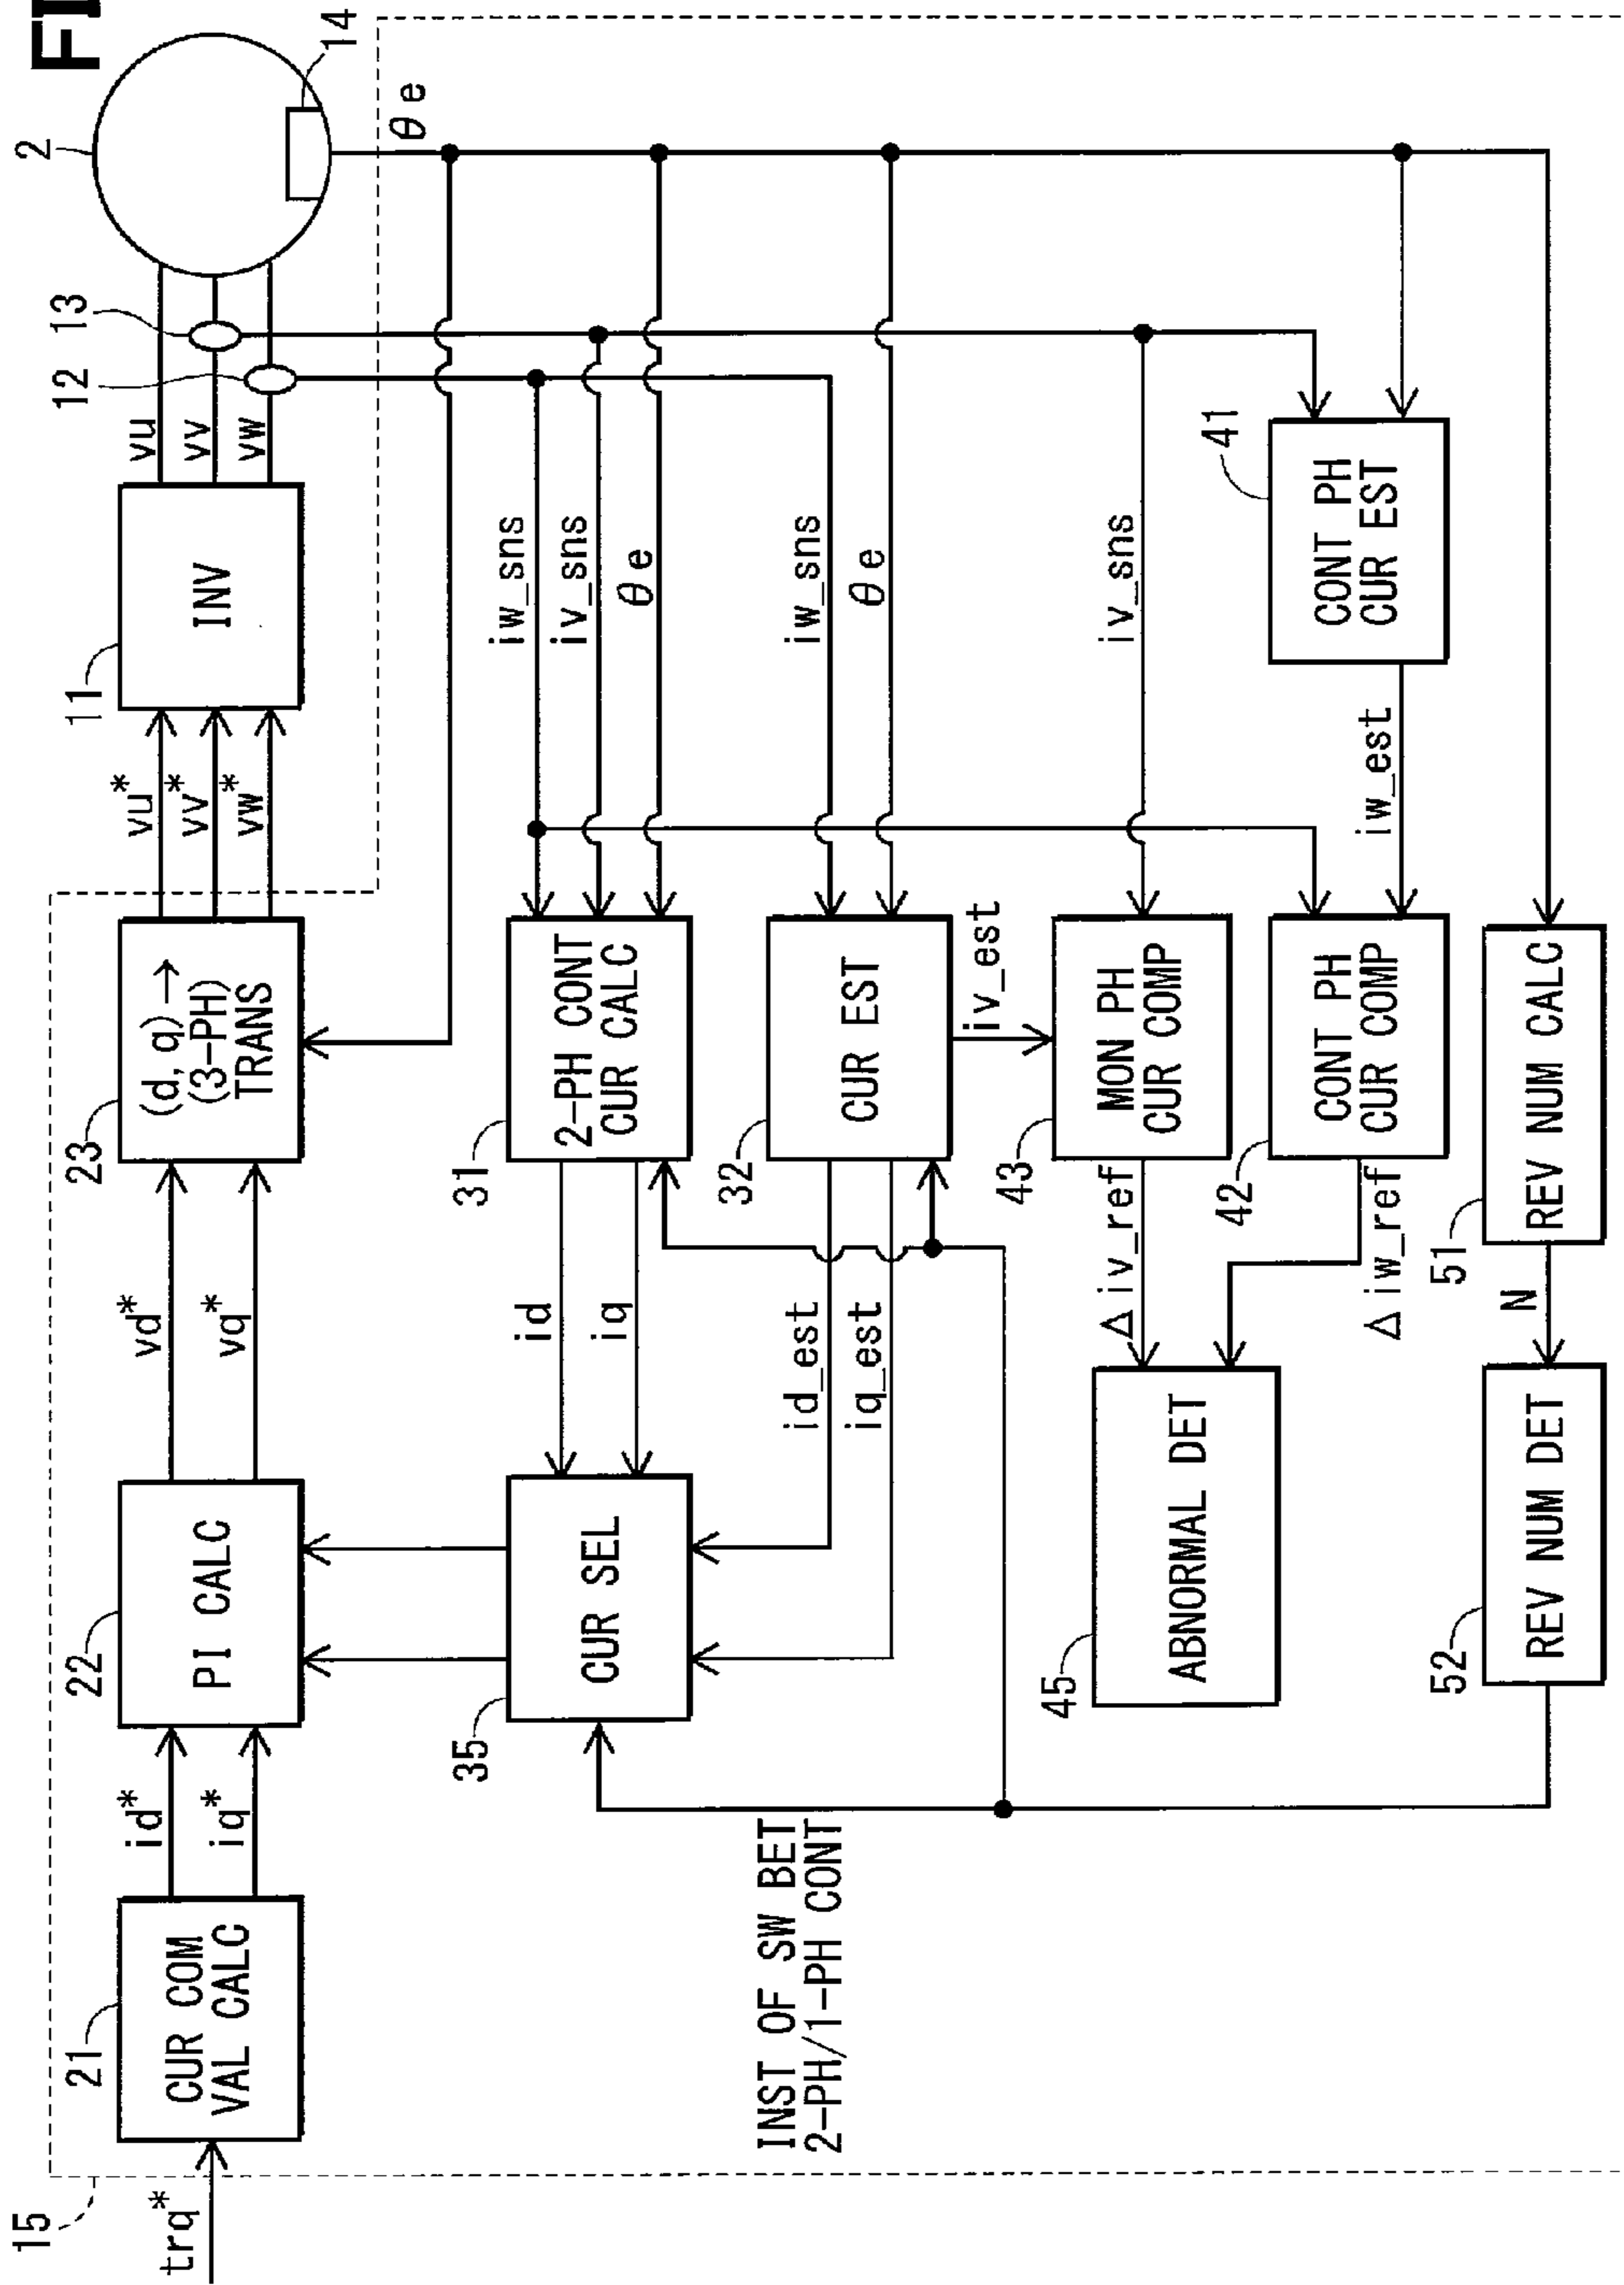 FI
15
trq*
21
CUR COM
VAL CALC
id*
iq*
22
PI CALC
vd*
vq*
23
(d, q) →
(3-PH)
TRANS
vu*
vv*
vw*
11
INV
vu
vv
vw
12
13
2
14
θe
35
CUR SEL
id
iq
31
2-PH CONT
CUR CALC
iw_sns
iv_sns
θe
id_est
iq_est
32
CUR EST
iw_sns
θe
iv_est
INST OF SW BET
2-PH/1-PH CONT
45
ABNORMAL DET
Δiv_ref
43
MON PH
CUR COMP
iv_sns
Δiw_ref
42
CONT PH
CUR COMP
iw_est
41
CONT PH
CUR EST
52
REV NUM DET
N
51
REV NUM CALC